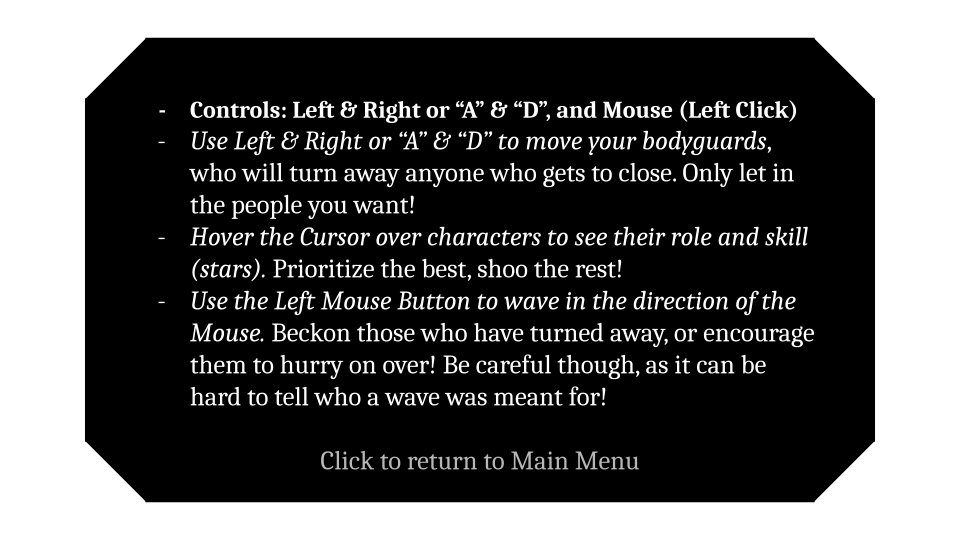 - Controls: Left & Right or “A” & “D”, and Mouse (Left Click)
- Use Left & Right or “A” & “D” to move your bodyguards,
who will turn away anyone who gets to close. Only let in
the people you want!
- Hover the Cursor over characters to see their role and skill
(stars). Prioritize the best, shoo the rest!
- Use the Left Mouse Button to wave in the direction of the
Mouse. Beckon those who have turned away, or encourage
them to hurry on over! Be careful though, as it can be
hard to tell who a wave was meant for!
Click to return to Main Menu